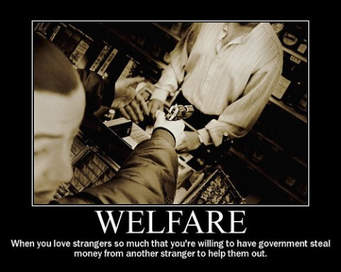 WELFARE
When you love strangers so much that you're willing to have government steal
money from another stranger to help them out.